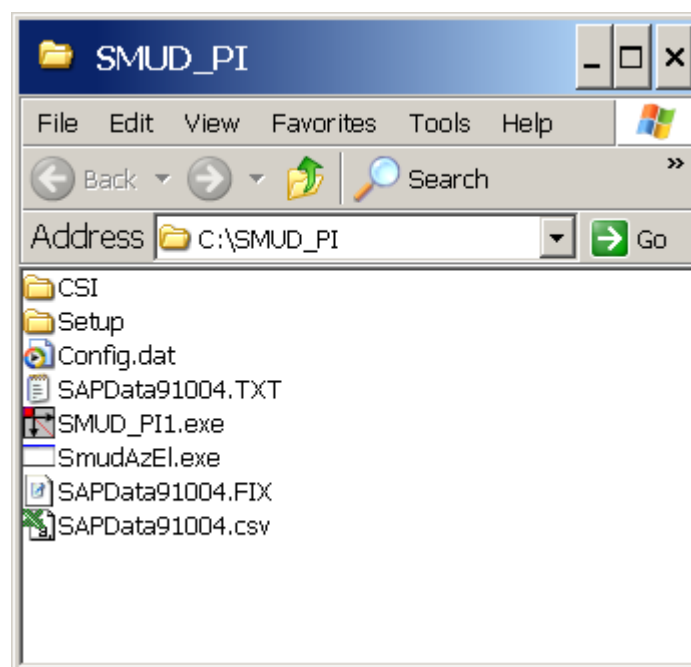 SMUD_PI
File Edit View Favorites Tools Help
Back Search »
Address C:\SMUD_PI Go
CSI
Setup
Config.dat
SAPData91004.TXT
SMUD_PI1.exe
SmudAzEl.exe
SAPData91004.FIX
SAPData91004.csv